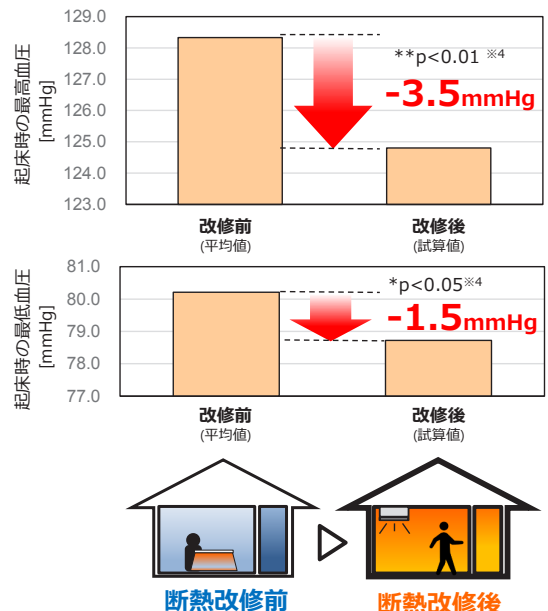 起床時の最高血圧
[mmHg]
129.0
128.0
127.0
126.0
125.0
124.0
123.0
**p<0.01 ※4
-3.5mmHg
改修前
(平均値)
改修後
(試算値)
起床時の最低血圧
[mmHg]
81.0
80.0
79.0
78.0
77.0
*p<0.05※4
-1.5mmHg
改修前
(平均値)
改修後
(試算値)
断熱改修前
断熱改修後